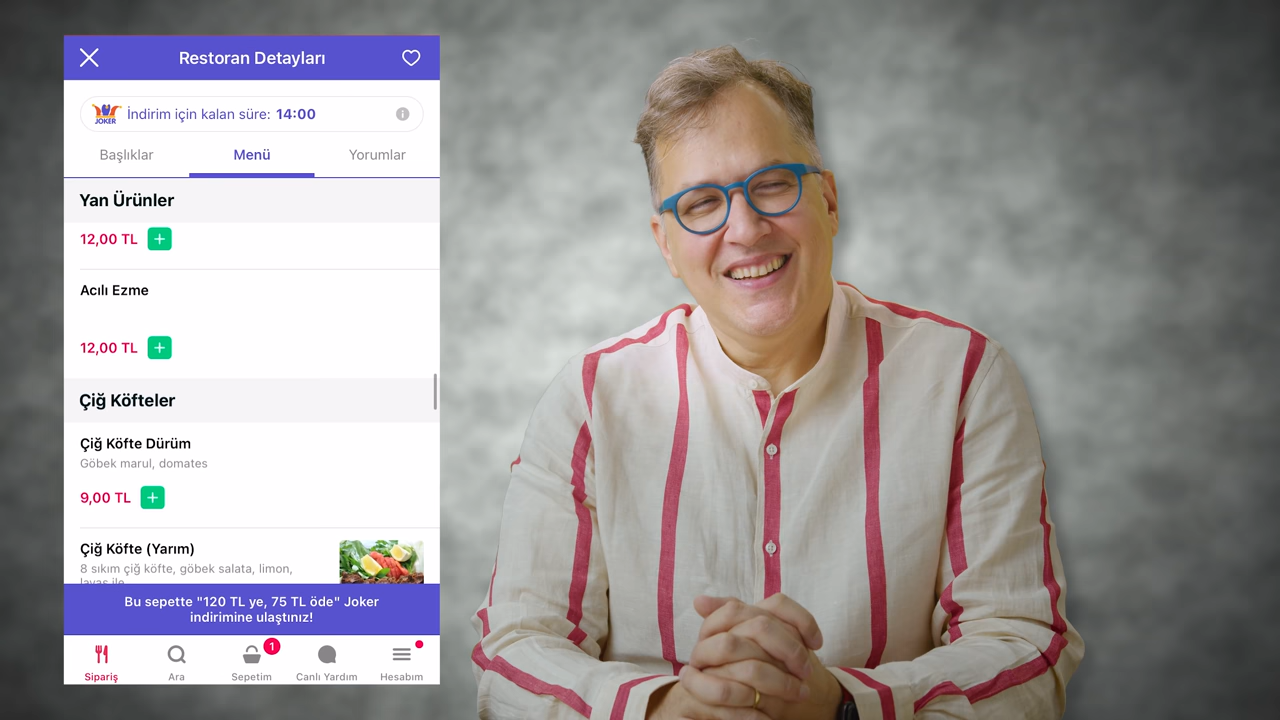 Restoran Detayları
JOKER
İndirim için kalan süre: 14:00
Başlıklar
Menü
Yorumlar
Yan Ürünler
12,00 TL
Acılı Ezme
12,00 TL
Çiğ Köfteler
Çiğ Köfte Dürüm
Göbek marul, domates
9,00 TL
Çiğ Köfte (Yarım)
8 sıkım çiğ köfte, göbek salata, limon,
lavaş ile
Bu sepette "120 TL ye, 75 TL öde" Joker
indirimine ulaştınız!
1
Sipariş
Ara
Sepetim
Canlı Yardım
Hesabım